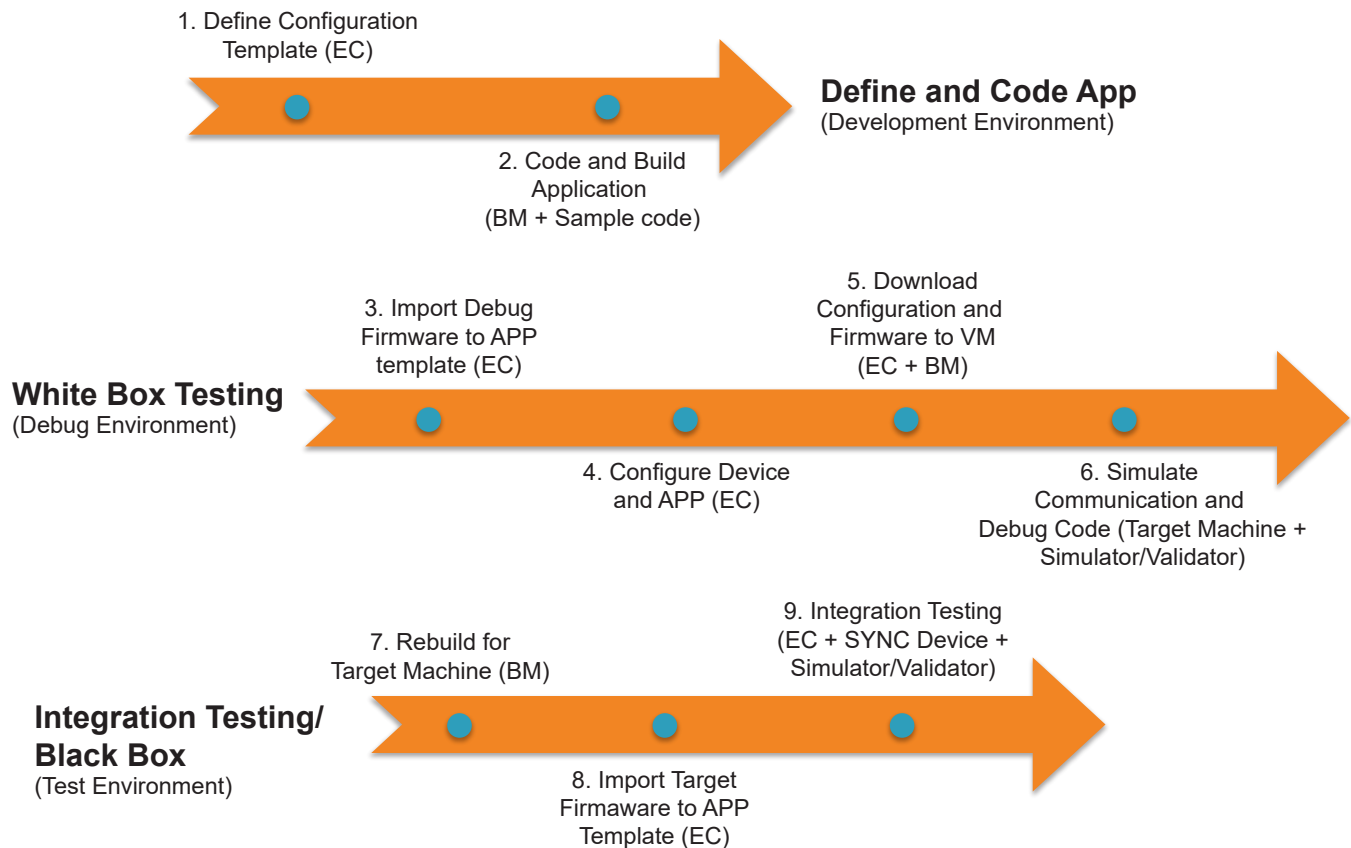 1. Define Configuration
Template (EC)
Define and Code App
(Development Environment)
2. Code and Build
Application
(BM + Sample code)
3. Import Debug
Firmware to APP
template (EC)
5. Download
Configuration and
Firmware to VM
(EC + BM)
White Box Testing
(Debug Environment)
4. Configure Device
and APP (EC)
6. Simulate
Communication and
Debug Code (Target Machine +
Simulator/Validator)
7. Rebuild for
Target Machine (BM)
9. Integration Testing
(EC + SYNC Device +
Simulator/Validator)
Integration Testing/
Black Box
(Test Environment)
8. Import Target
Firmaware to APP
Template (EC)